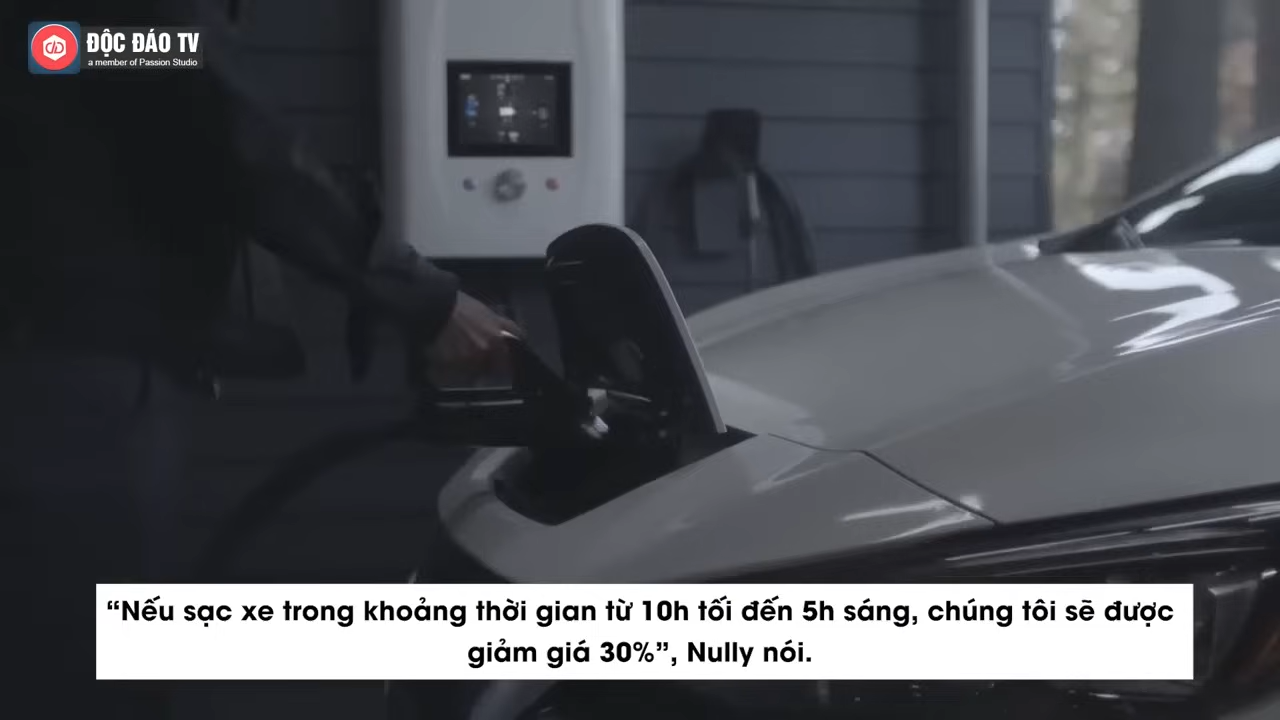 ĐỘC ĐÁO TV
a member of Passion Studio
“Nếu sạc xe trong khoảng thời gian từ 10h tối đến 5h sáng, chúng tôi sẽ được
giảm giá 30%”, Nully nói.